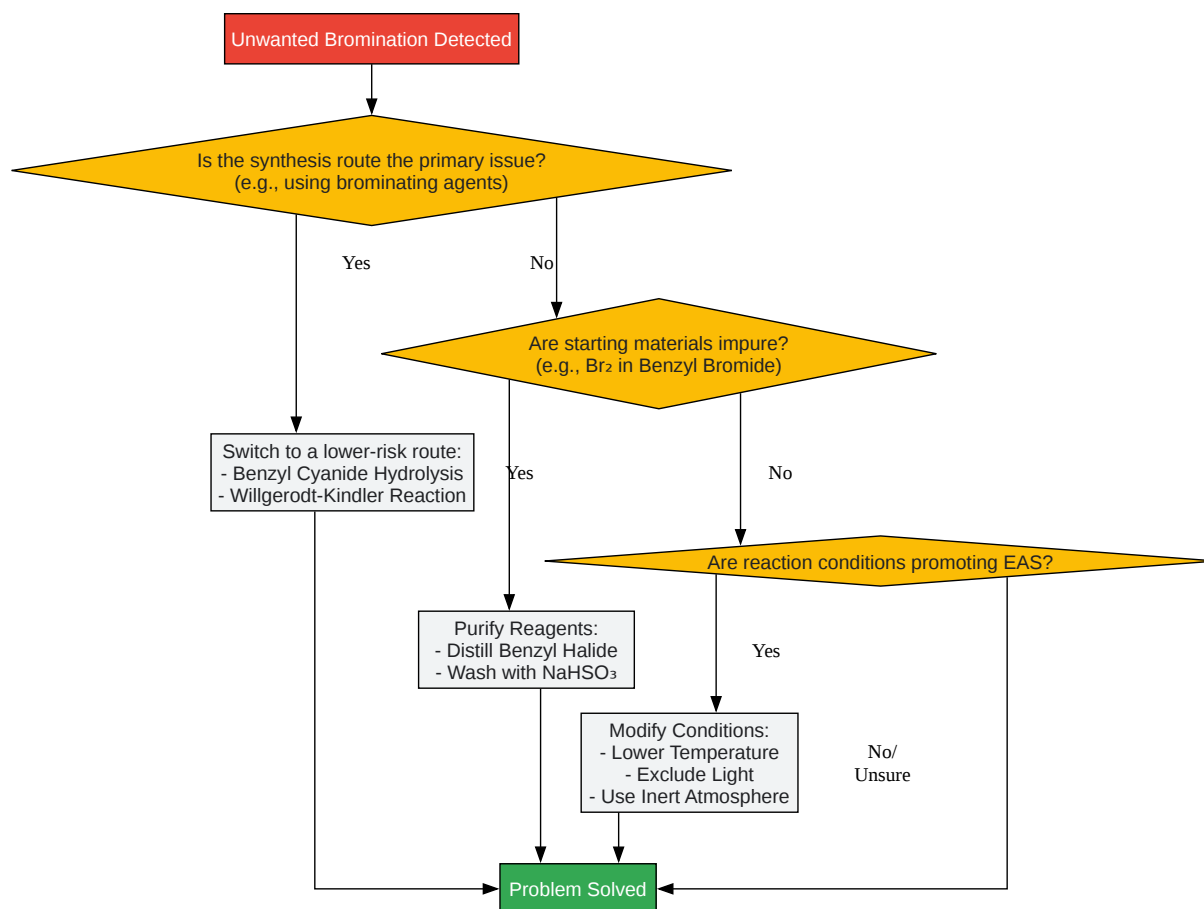 Unwanted Bromination Detected
Is the synthesis route the primary issue?
(e.g., using brominating agents)
Yes
No
Are starting materials impure?
(e.g., Br₂ in Benzyl Bromide)
Switch to a lower-risk route:
- Benzyl Cyanide Hydrolysis
- Willgerodt-Kindler Reaction
Yes
No
Are reaction conditions promoting EAS?
Purify Reagents:
- Distill Benzyl Halide
- Wash with NaHSO₃
Yes
Modify Conditions:
- Lower Temperature
- Exclude Light
- Use Inert Atmosphere
No/
Unsure
Problem Solved